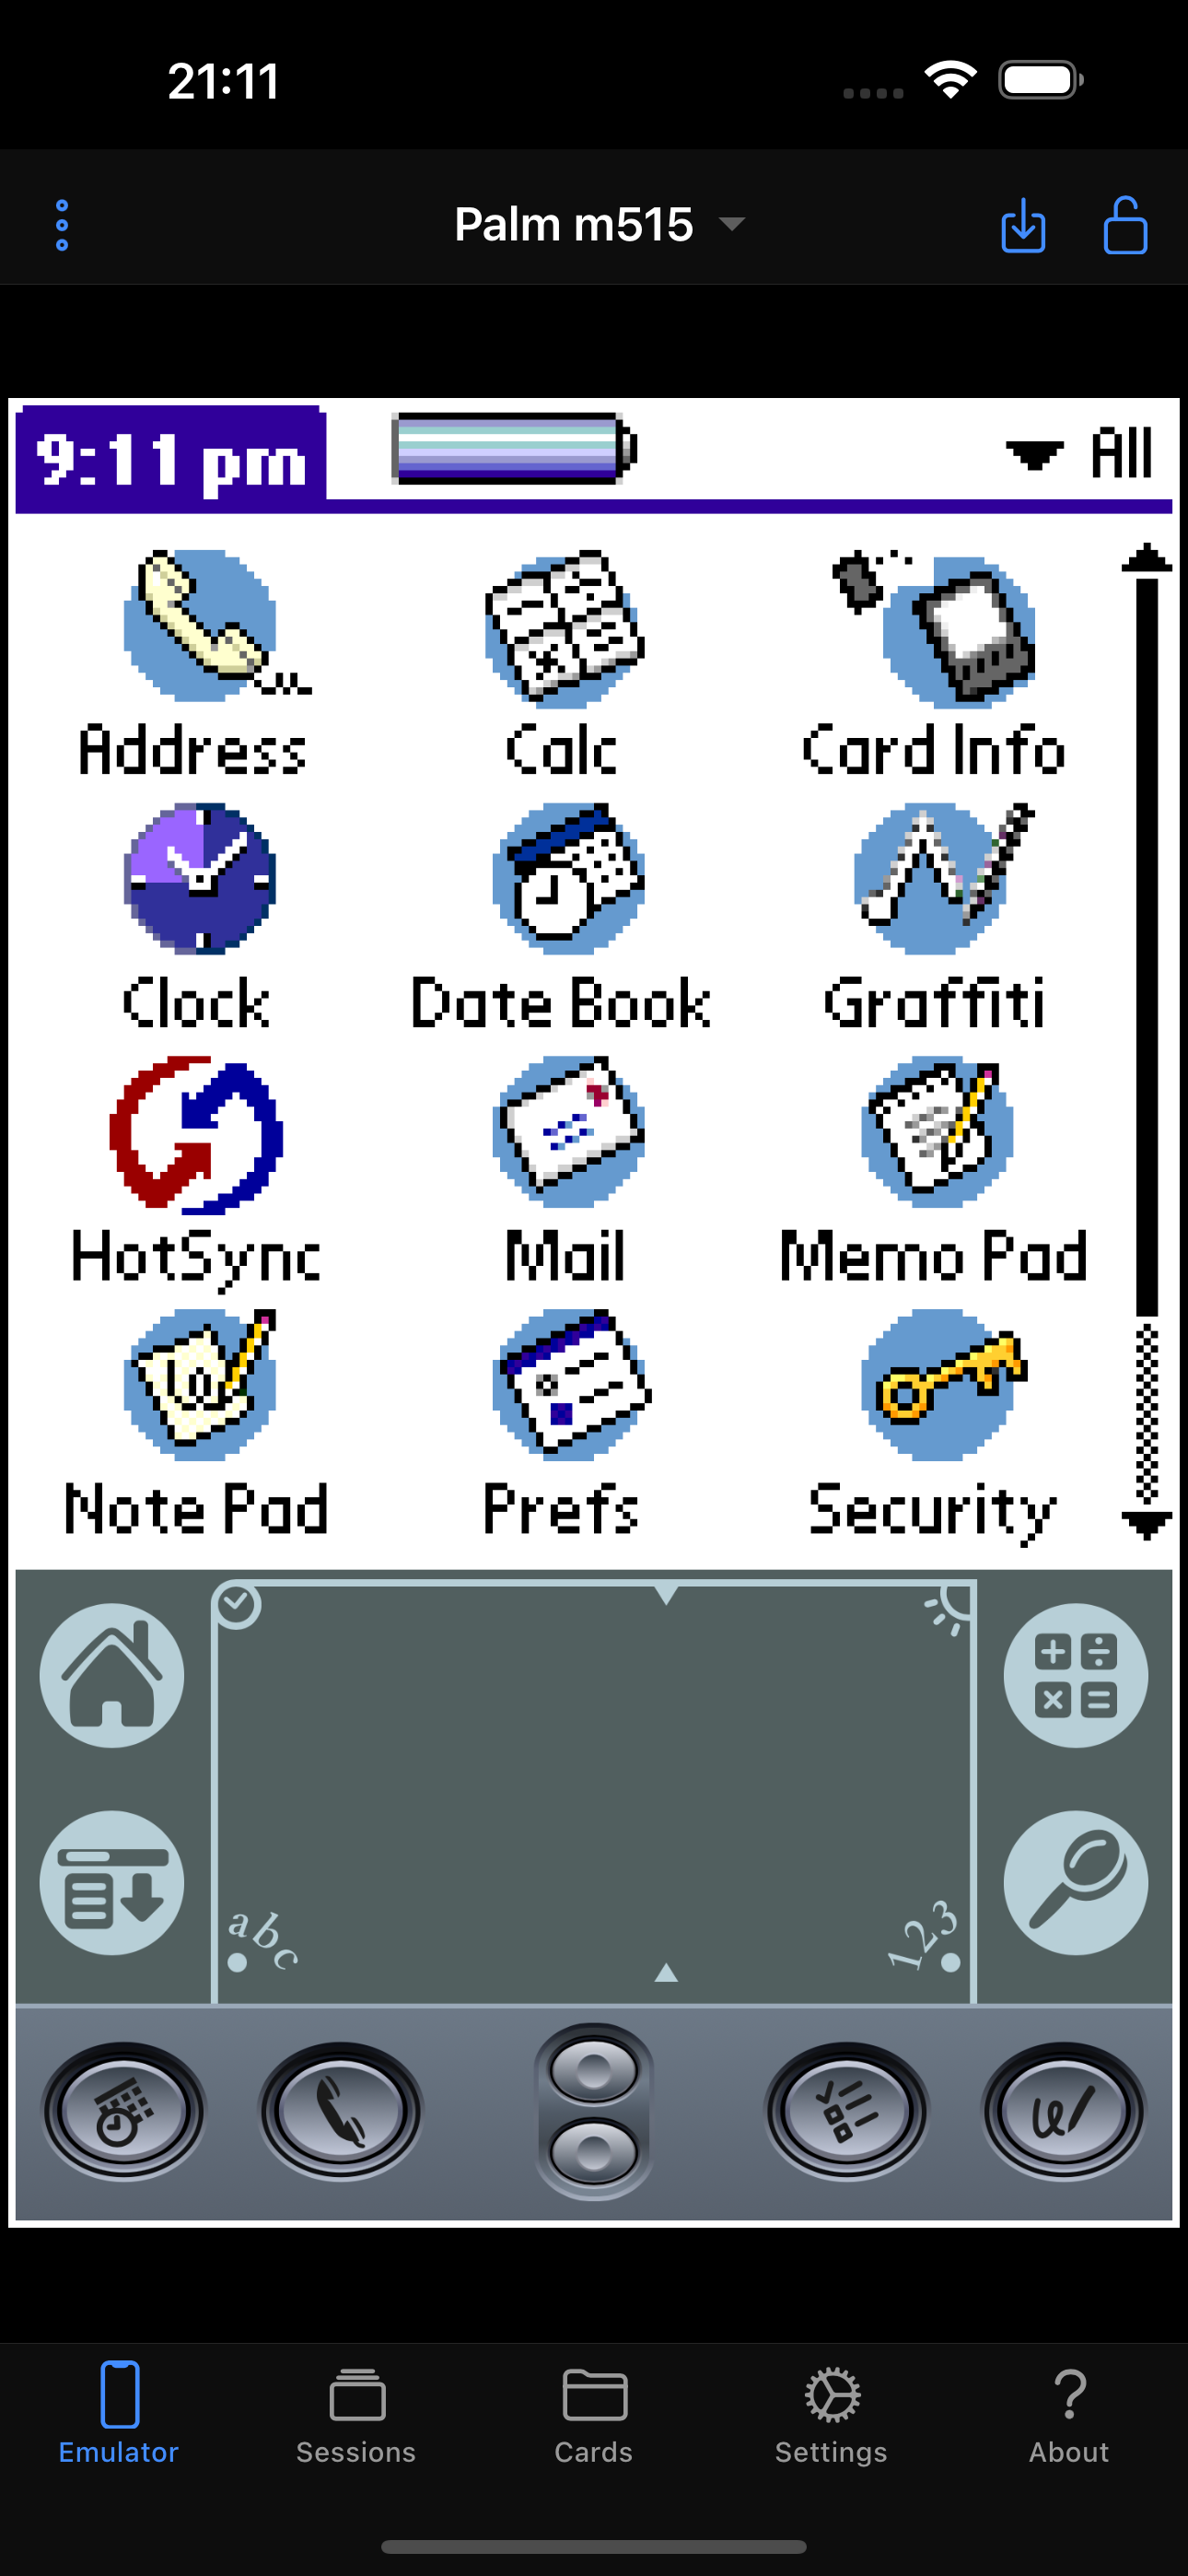 21:11
Palm m515
9:11 pm
All
Address
Calc
Card Info
Clock
Date Book
Graffiti
HotSync
Mail
Memo Pad
Note Pad
Prefs
Security
abc
123
Emulator
Sessions
Cards
Settings
About